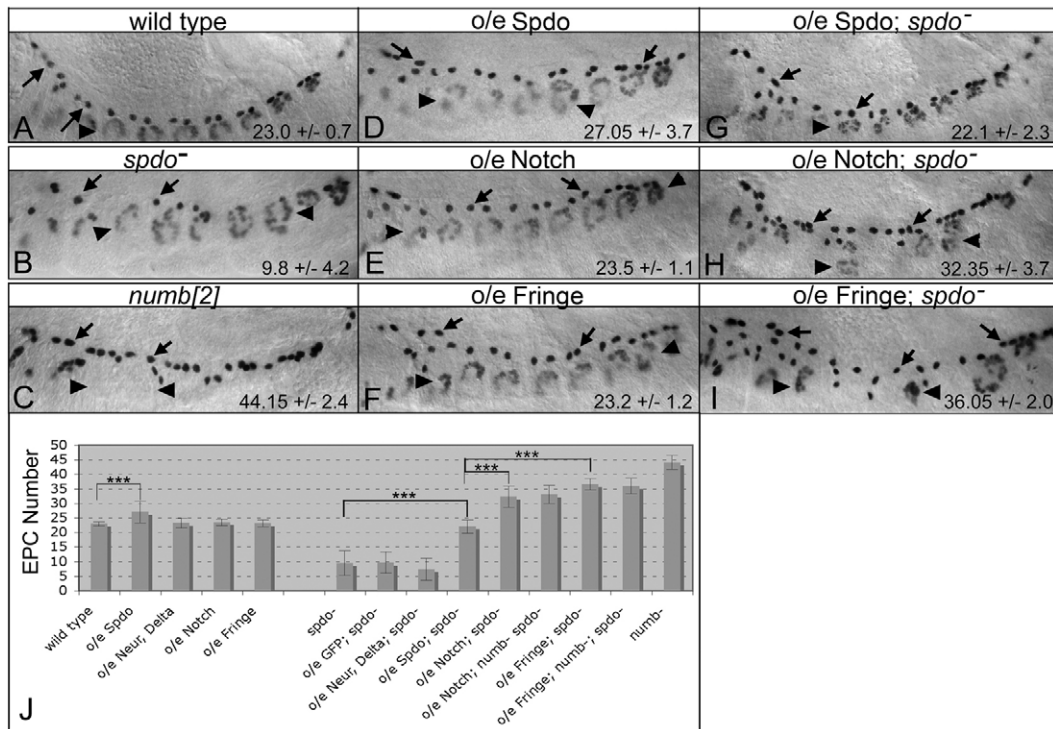 wild type
o/e Spdo
o/e Spdo; spdo-
A
23.0 +/- 0.7
D
27.05 +/- 3.7
G
22.1 +/- 2.3
spdo-
o/e Notch
o/e Notch; spdo-
B
9.8 +/- 4.2
E
23.5 +/- 1.1
H
32.35 +/- 3.7
numb[2]
o/e Fringe
o/e Fringe; spdo-
C
44.15 +/- 2.4
F
23.2 +/- 1.2
I
36.05 +/- 2.0
J
EPC Number
50
45
40
35
30
25
20
15
10
5
0
***
***
***
***
wild type
o/e Spdo
o/e Neur, Delta
o/e Notch
o/e Fringe
spdo-
o/e GFP; spdo-
o/e Neur, Delta; spdo-
o/e Spdo; spdo-
o/e Notch; spdo-
o/e Notch; numb- spdo-
o/e Fringe; spdo-
o/e Fringe; numb-; spdo-
numb-